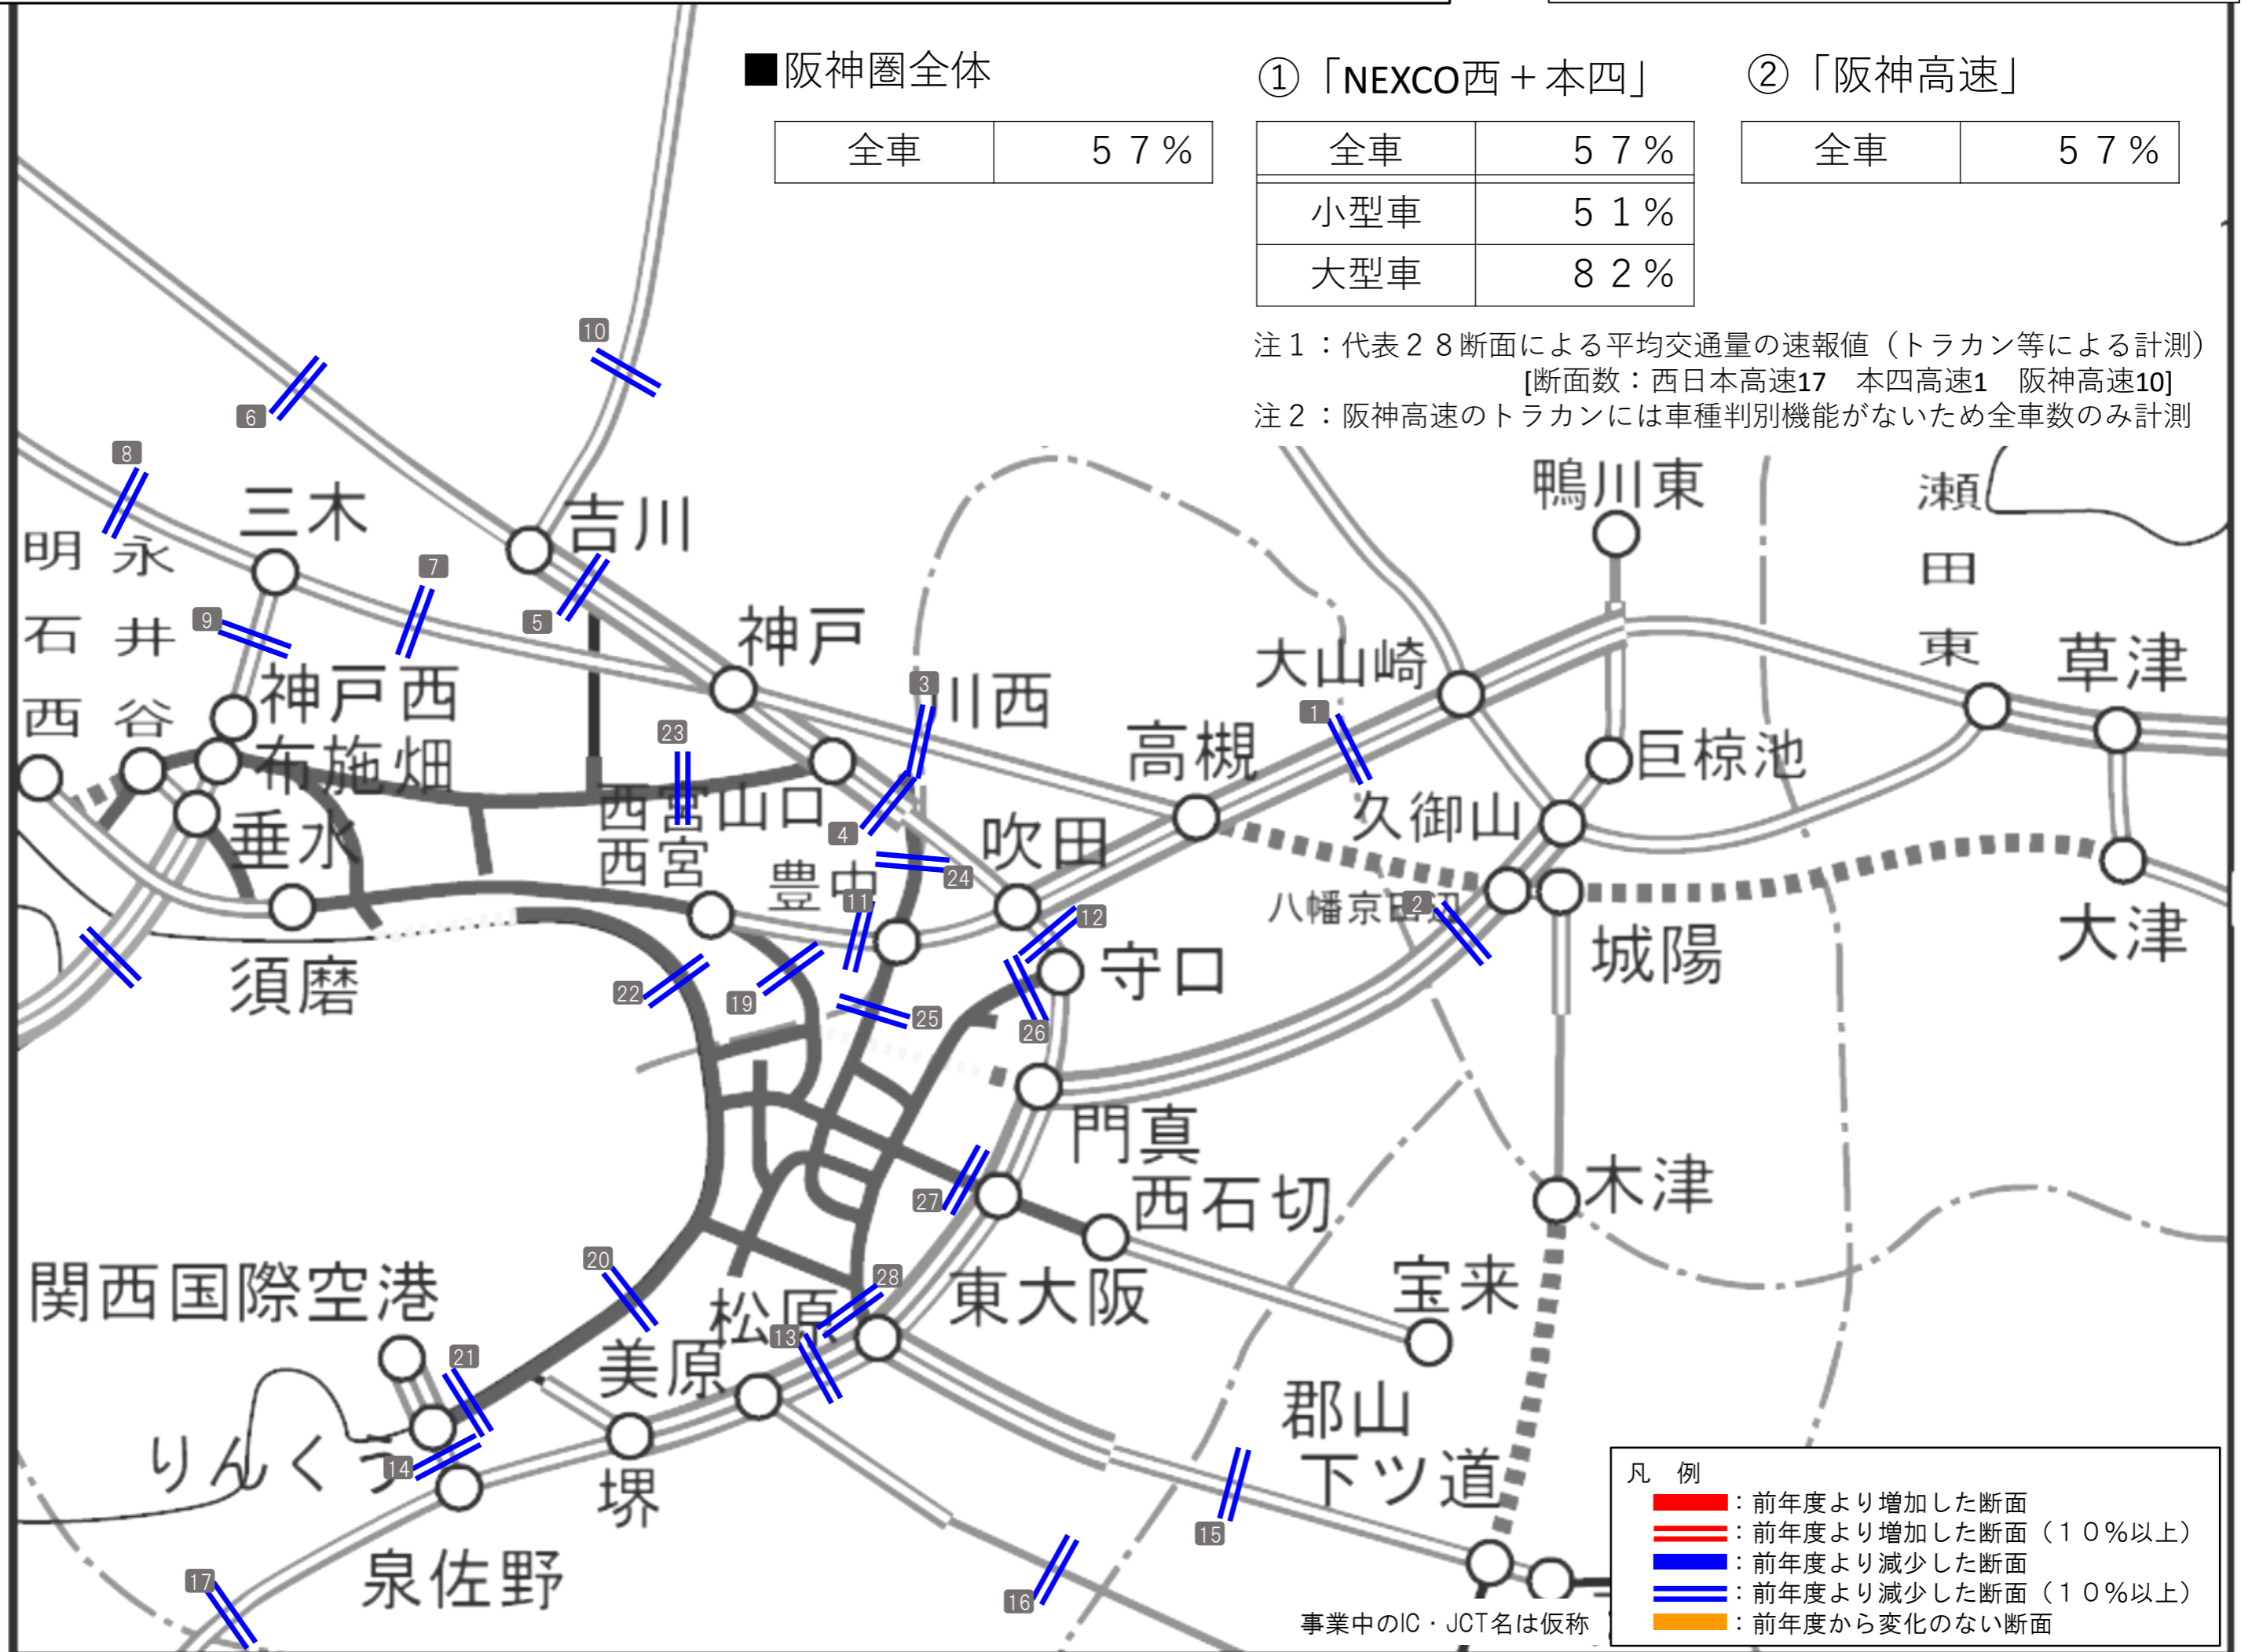 ■阪神圏全体
全車 57%
①「NEXCO西+本四」
全車 57%
小型車 51%
大型車 82%
②「阪神高速」
全車 57%
注1:代表28断面による平均交通量の速報値(トラカン等による計測)
[断面数:西日本高速17 本四高速1 阪神高速10]
注2:阪神高速のトラカンには車種判別機能がないため全車数のみ計測
10
6
8
鴨川東
瀬田東
三木
吉川
明石西
永井谷
7
5
9
神戸
大山崎
草津
3
川西
神戸西
1
23
高槻
布施畑
巨椋池
西宮山口
4
久御山
垂水
吹田
西宮
豊中
24
11
八幡京田辺
2
12
城陽
大津
守口
須磨
22
19
25
26
門真
27
西石切
木津
20
28
関西国際空港
松原
東大阪
宝来
13
21
美原
郡山下ツ道
りんくう
14
堺
15
17
泉佐野
16
事業中のIC・JCT名は仮称
凡 例
:前年度より増加した断面
:前年度より増加した断面(10%以上)
:前年度より減少した断面
:前年度より減少した断面(10%以上)
:前年度から変化のない断面